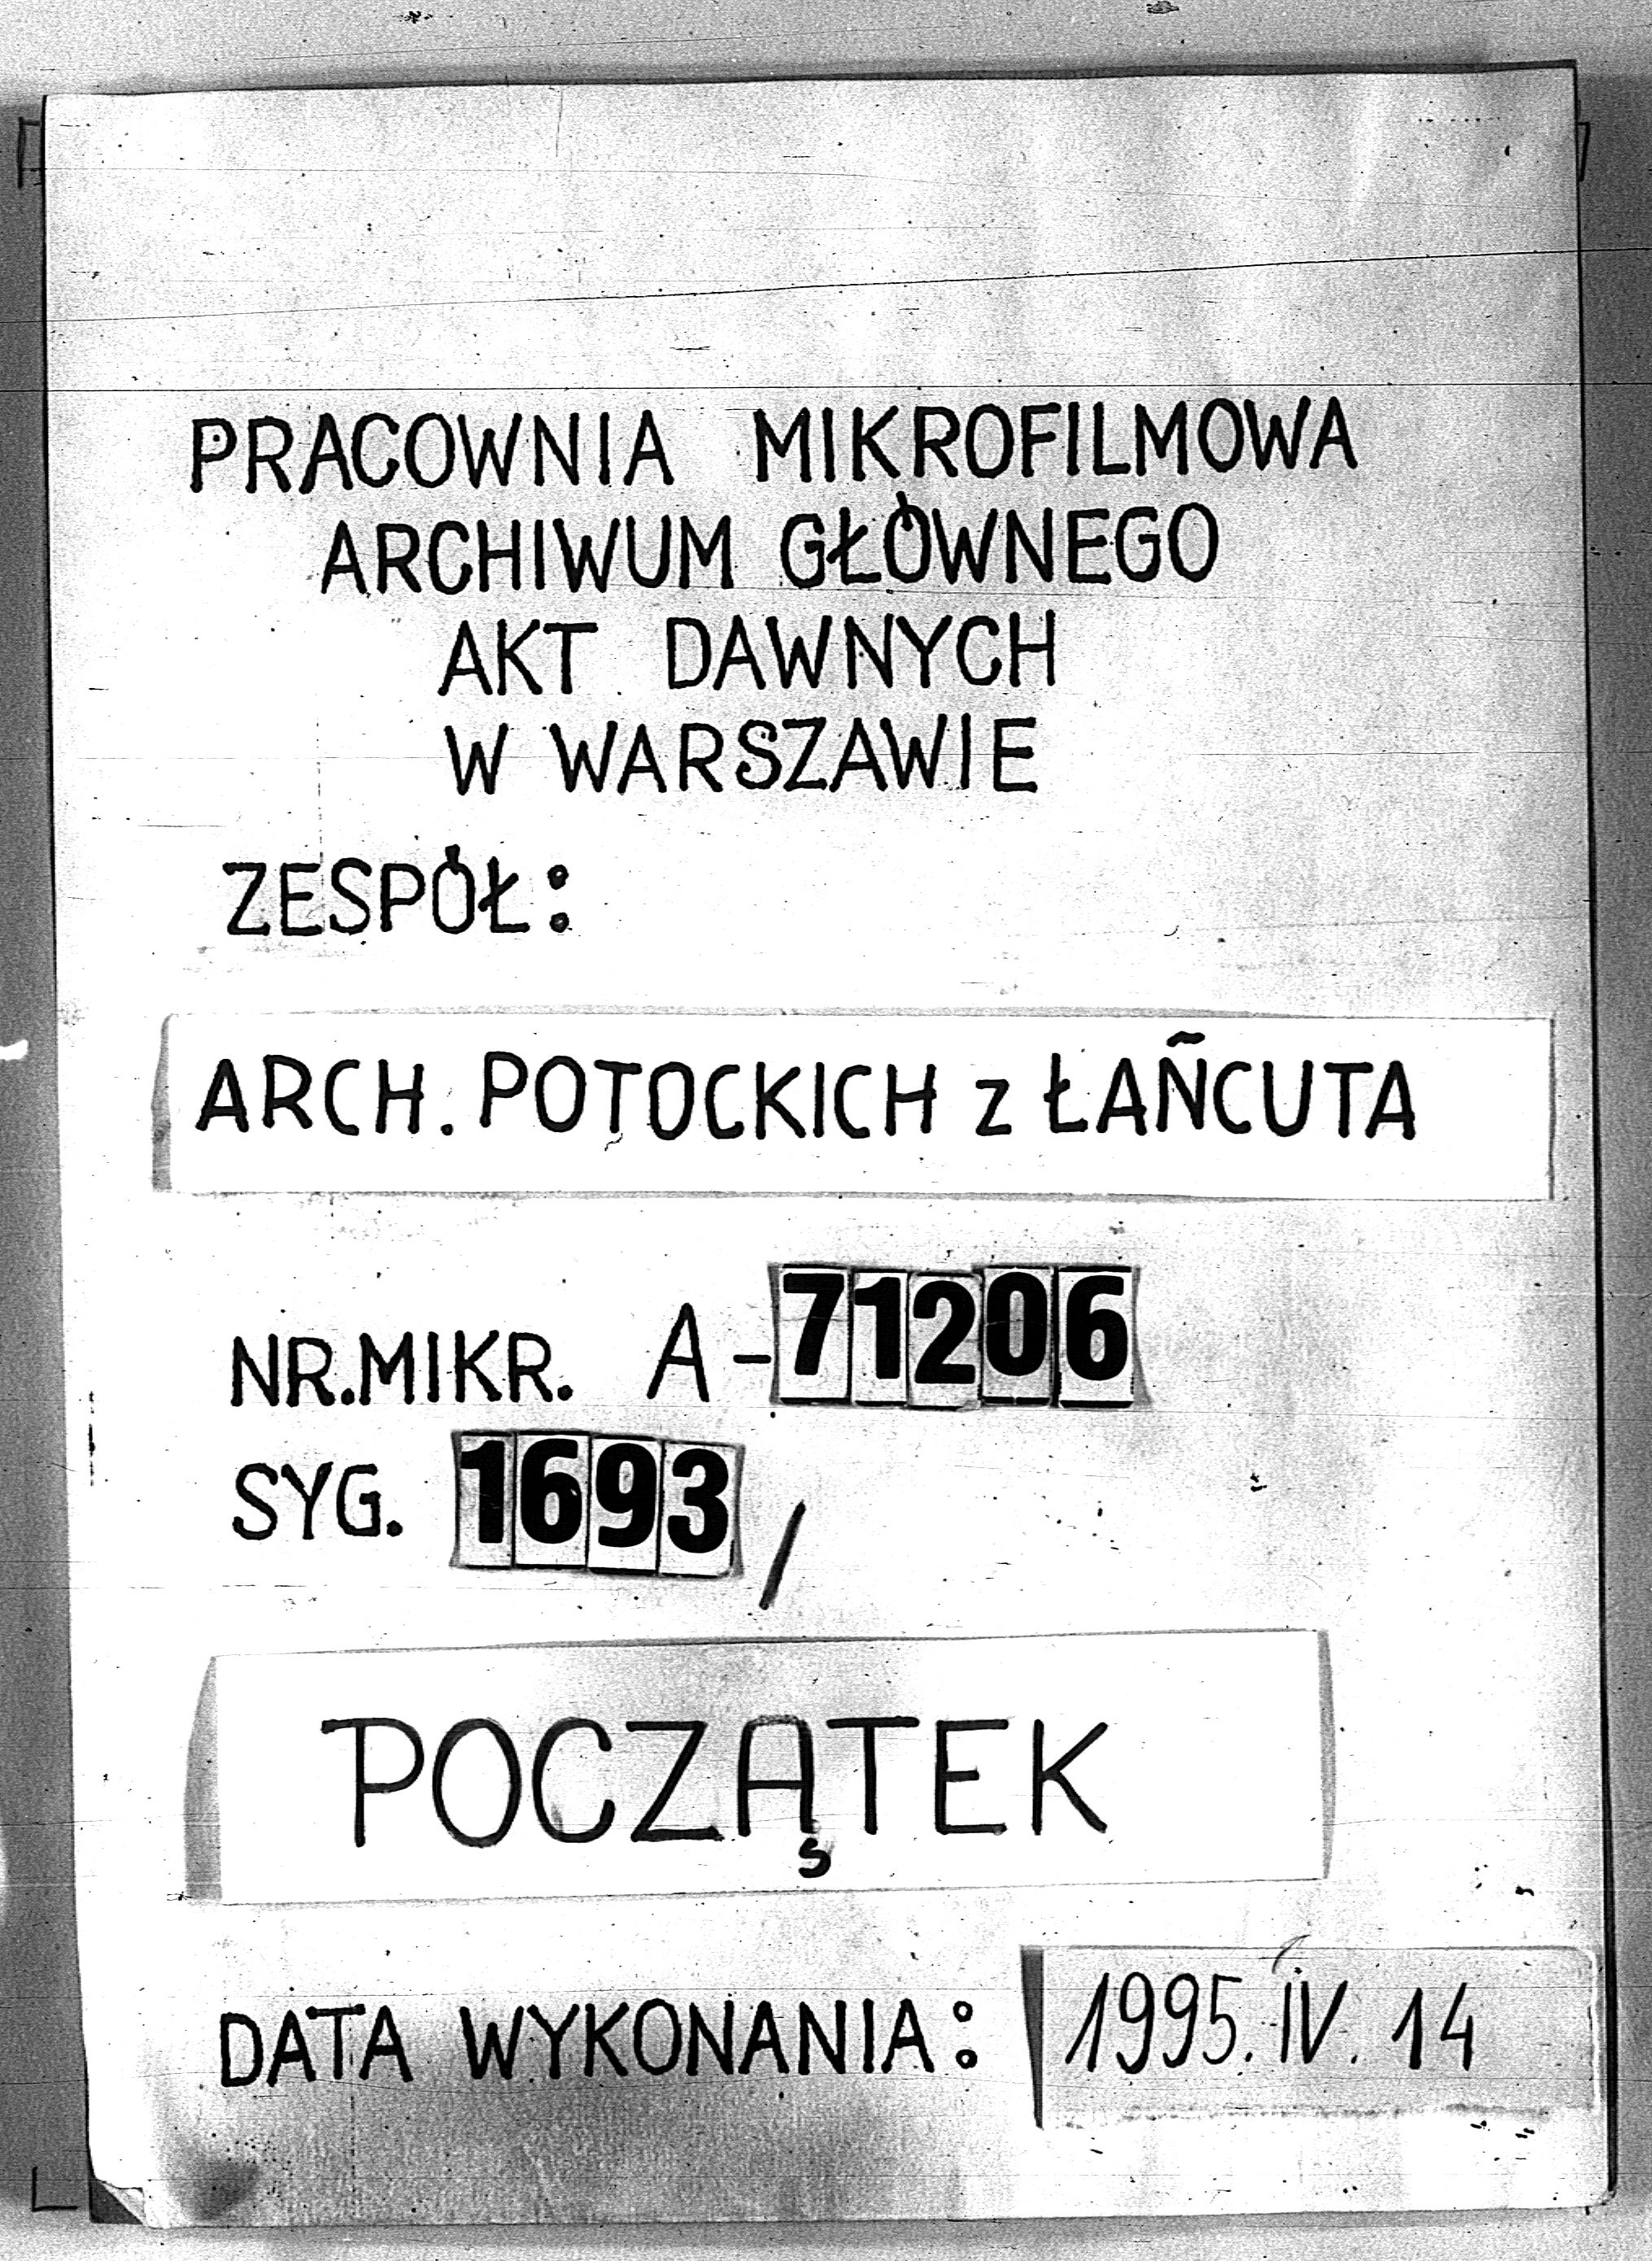 PRACOWNIA MIKROFILMOWA
ARCHIWUM GŁÓWNEGO
AKT DAWNYCH
W WARSZAWIE
ZESPÓŁ:
ARCH. POTOCKICH z ŁAŃCUTA
NR.MIKR. A-71206
SYG. 1693/
POCZĄTEK
DATA WYKONANIA: 1995.IV.14